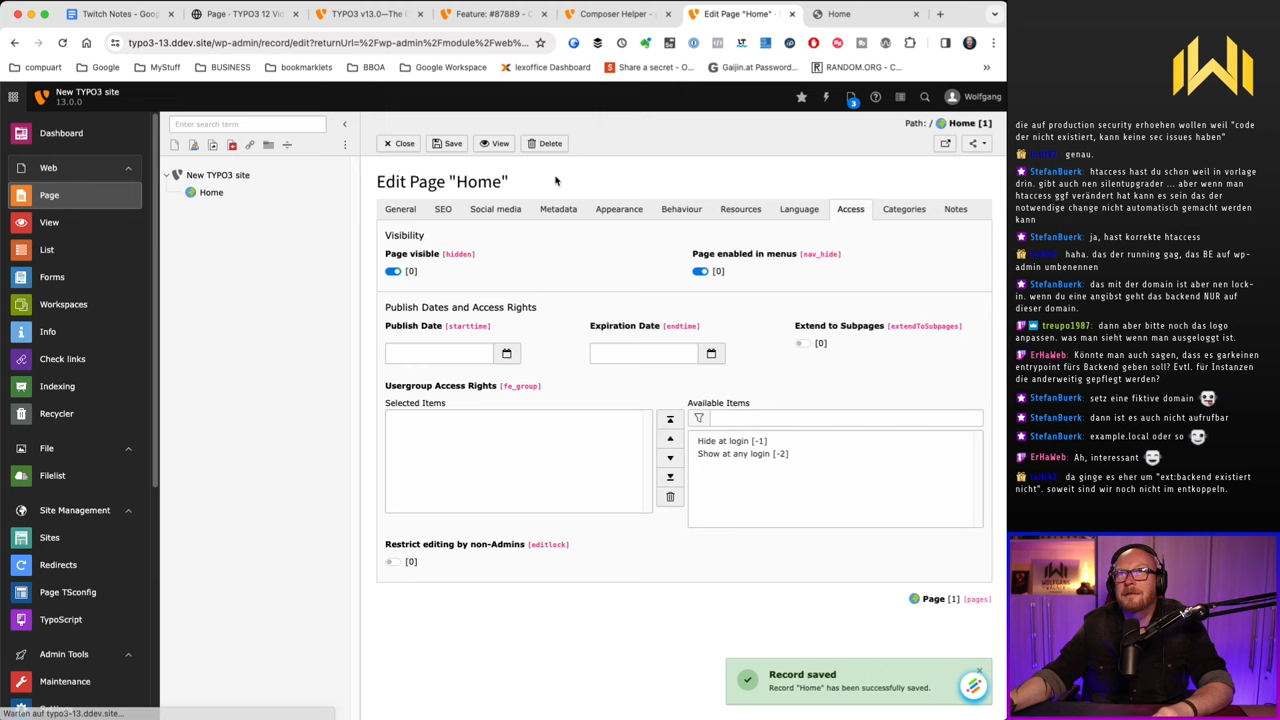 Twitch Notes - Goog
Page · TYPO3 12 Vi
TYPO3 v13.0—The C
Feature: #87889 - C
Composer Helper -
Edit Page "Home"
Home
typo3-13.ddev.site/wp-admin/record/edit?returnUrl=%2Fwp-admin%2Fmodule%2Fweb...
compuart
Google
MyStuff
BUSINESS
bookmarklets
BBOA
Google Workspace
lexoffice Dashboard
Share a secret - O...
Gaijin.at Password...
RANDOM.ORG - C...
»
New TYPO3 site
13.0.0
3
Wolfgang
Enter search term
Path: / Home [1]
Dashboard
Web
Page
View
List
Forms
Workspaces
Info
Check links
Indexing
Recycler
File
Filelist
Site Management
Sites
Redirects
Page TSconfig
TypoScript
Admin Tools
Maintenance
Warten auf typo3-13.ddev.site...
New TYPO3 site
Home
Close
Save
View
Delete
Edit Page "Home"
General
SEO
Social media
Metadata
Appearance
Behaviour
Resources
Language
Access
Categories
Notes
Visibility
Page visible [hidden]
Page enabled in menus [nav_hide]
[0]
[0]
Publish Dates and Access Rights
Publish Date [starttime]
Expiration Date [endtime]
Extend to Subpages [extendToSubpages]
[0]
Usergroup Access Rights [fe_group]
Selected Items
Available Items
Hide at login [-1]
Show at any login [-2]
Restrict editing by non-Admins [editlock]
[0]
Page [1] [pages]
Record saved
Record "Home" has been successfully saved.
die auf production security erhoehen wollen weil "code
der nicht existiert, kann keine sec issues haben"
genau.
StefanBuerk: htaccess hast du schon weil in vorlage
drin. gibt auch nen silentupgrader ... aber wenn man
htaccess ggf verändert hat kann es sein das der
notwendige change nicht automatisch gemacht werden
kann
StefanBuerk: ja, hast korrekte htaccess
haha. das der running gag, das BE auf wp-
admin umbenennen
StefanBuerk: das mit der domain ist aber nen lock-
in. wenn du eine angibst geht das backend NUR auf
dieser domain.
treupo1987: dann aber bitte noch das logo
anpassen. was man sieht wenn man ausgeloggt ist.
ErHaWeb: Könnte man auch sagen, dass es garkeinen
entrypoint fürs Backend geben soll? Evtl. für Instanzen
die anderweitig gepflegt werden?
StefanBuerk: setz eine fiktive domain
StefanBuerk: dann ist es auch nicht aufrufbar
StefanBuerk: example.local oder so
ErHaWeb: Ah, interessant
da ginge es eher um "ext:backend existiert
nicht". soweit sind wir noch nicht im entkoppeln.
WOLFGANG